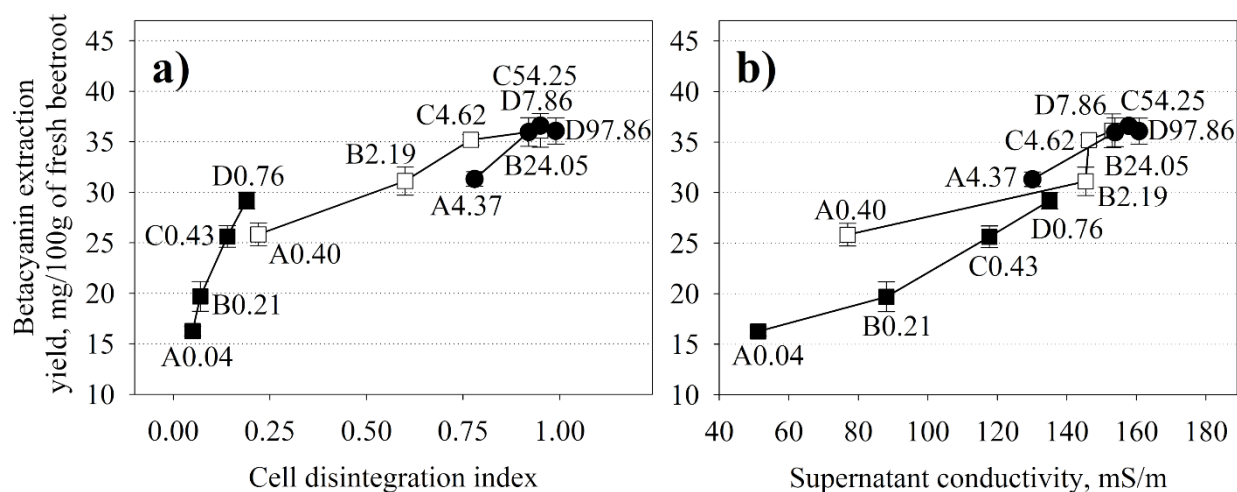 Betacyanin extraction
yield, mg/100g of fresh beetroot
a)
45
40
35
30
25
20
15
10
C54.25
D7.86
C4.62
D97.86
B2.19
B24.05
D0.76
A4.37
C0.43
A0.40
B0.21
A0.04
0.00 0.25 0.50 0.75 1.00
Cell disintegration index
b)
45
40
35
30
25
20
15
10
D7.86 C54.25
C4.62 D97.86
B24.05
A4.37
B2.19
A0.40
D0.76
C0.43
B0.21
A0.04
40 60 80 100 120 140 160 180
Supernatant conductivity, mS/m